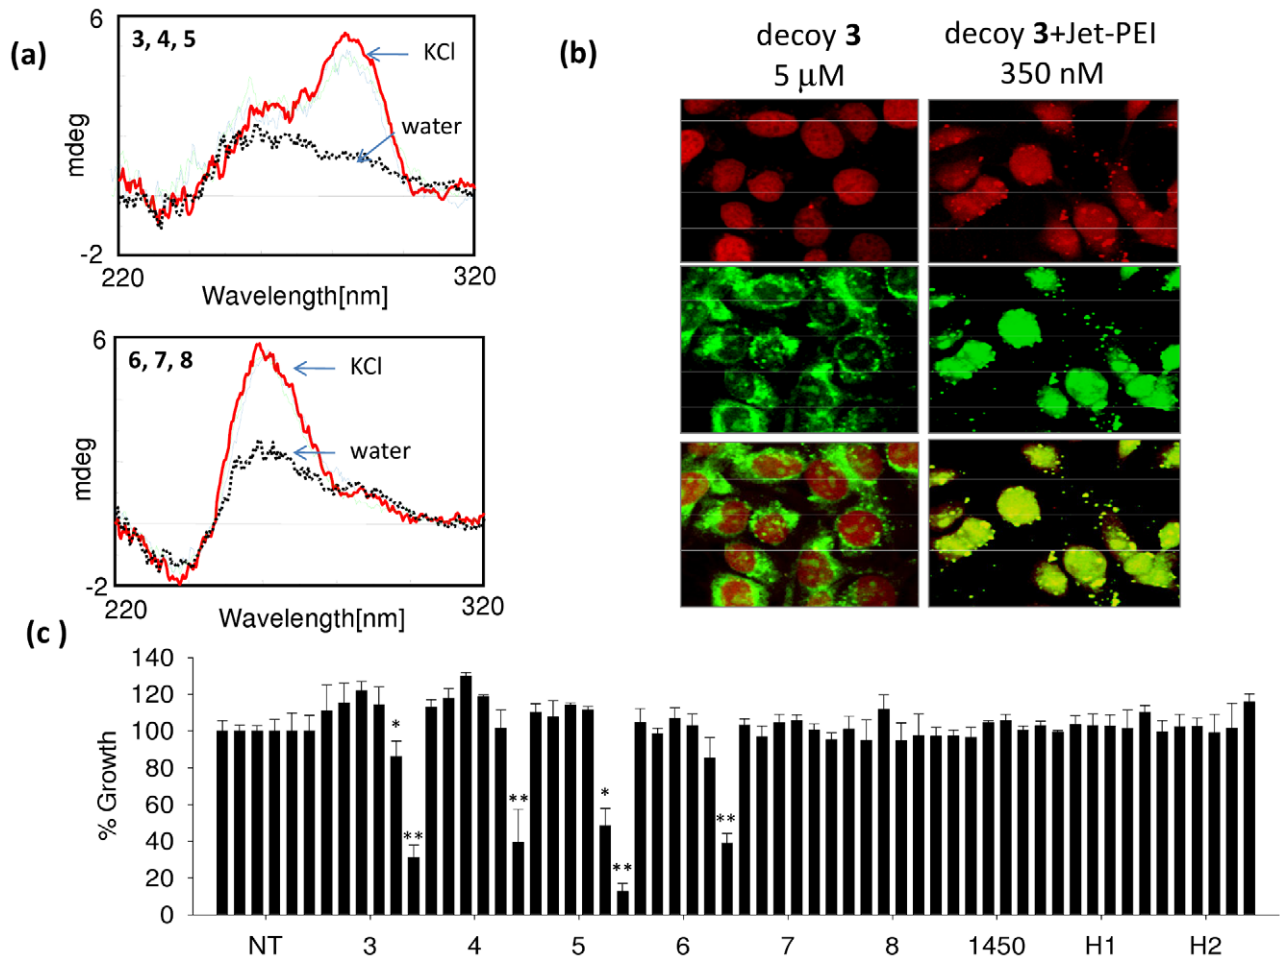 (a)
6
3, 4, 5
KCl
water
mdeg
-2
220
320
Wavelength[nm]
6
6, 7, 8
KCl
water
mdeg
-2
220
320
Wavelength[nm]
(b)
decoy 3
5 μM
decoy 3+Jet-PEI
350 nM
(c )
% Growth
140
120
100
80
60
40
20
0
*
**
**
*
**
**
NT 3 4 5 6 7 8 1450 H1 H2